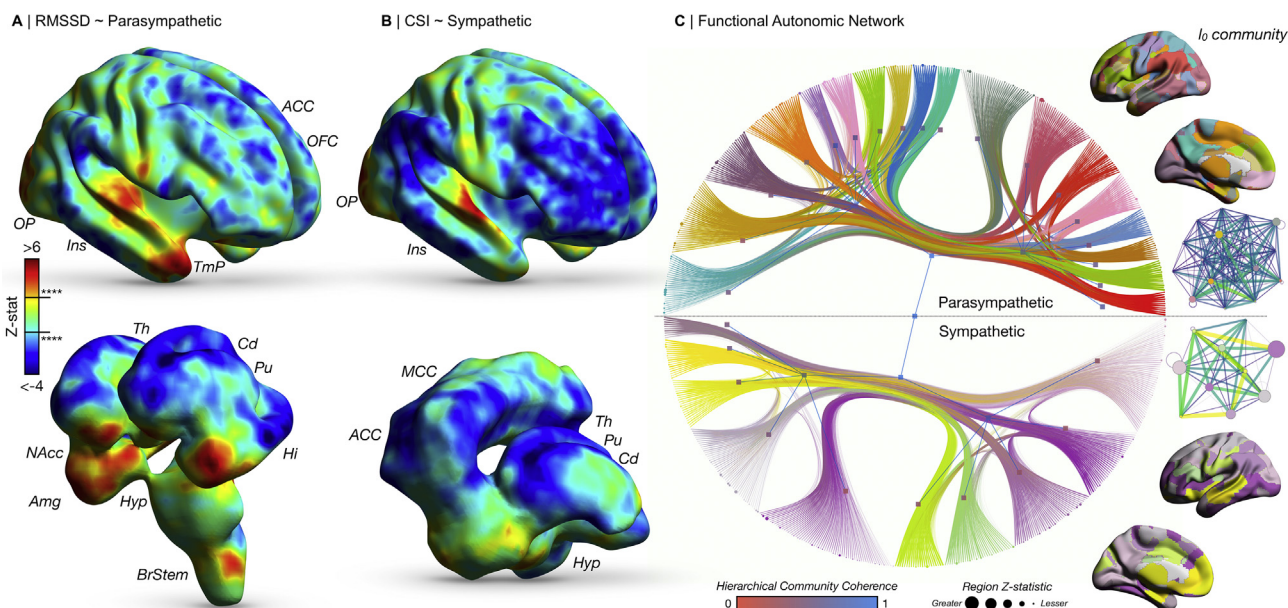 A | RMSSD ~ Parasympathetic
ACC
OFC
OP
Ins
TmP
>6
****
Z-stat
****
<-4
Th
Cd
Pu
NAcc
Hi
Amg
Hyp
BrStem
B | CSI ~ Sympathetic
OP
Ins
MCC
ACC
Th
Pu
Cd
Hyp
C | Functional Autonomic Network
l₀ community
Parasympathetic
Sympathetic
Hierarchical Community Coherence
0 1
Region Z-statistic
Greater Lesser